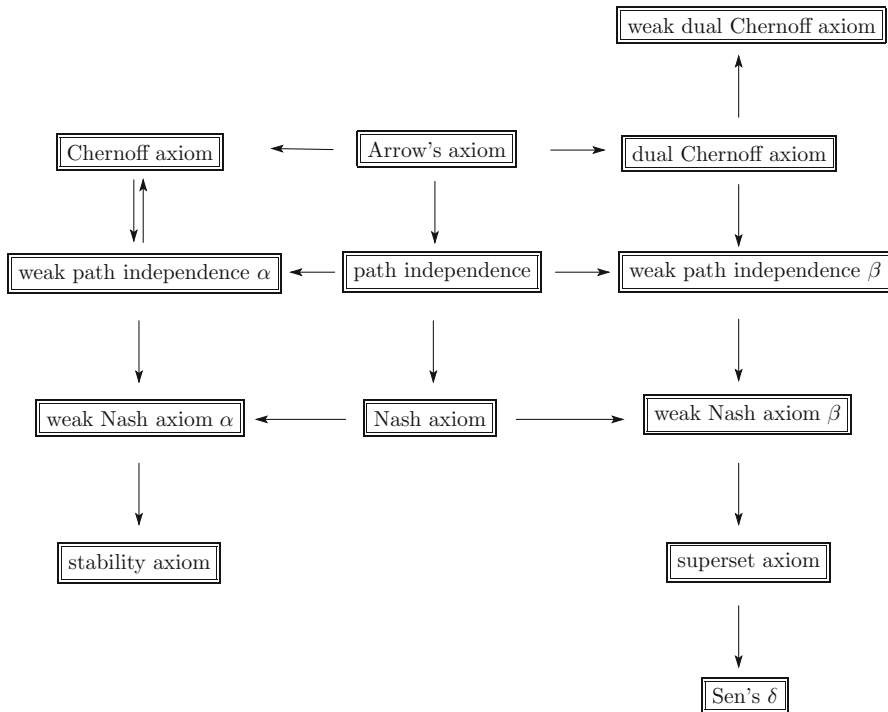 weak dual Chernoff axiom
Chernoff axiom
Arrow's axiom
dual Chernoff axiom
weak path independence α
path independence
weak path independence β
weak Nash axiom α
Nash axiom
weak Nash axiom β
stability axiom
superset axiom
Sen's δ